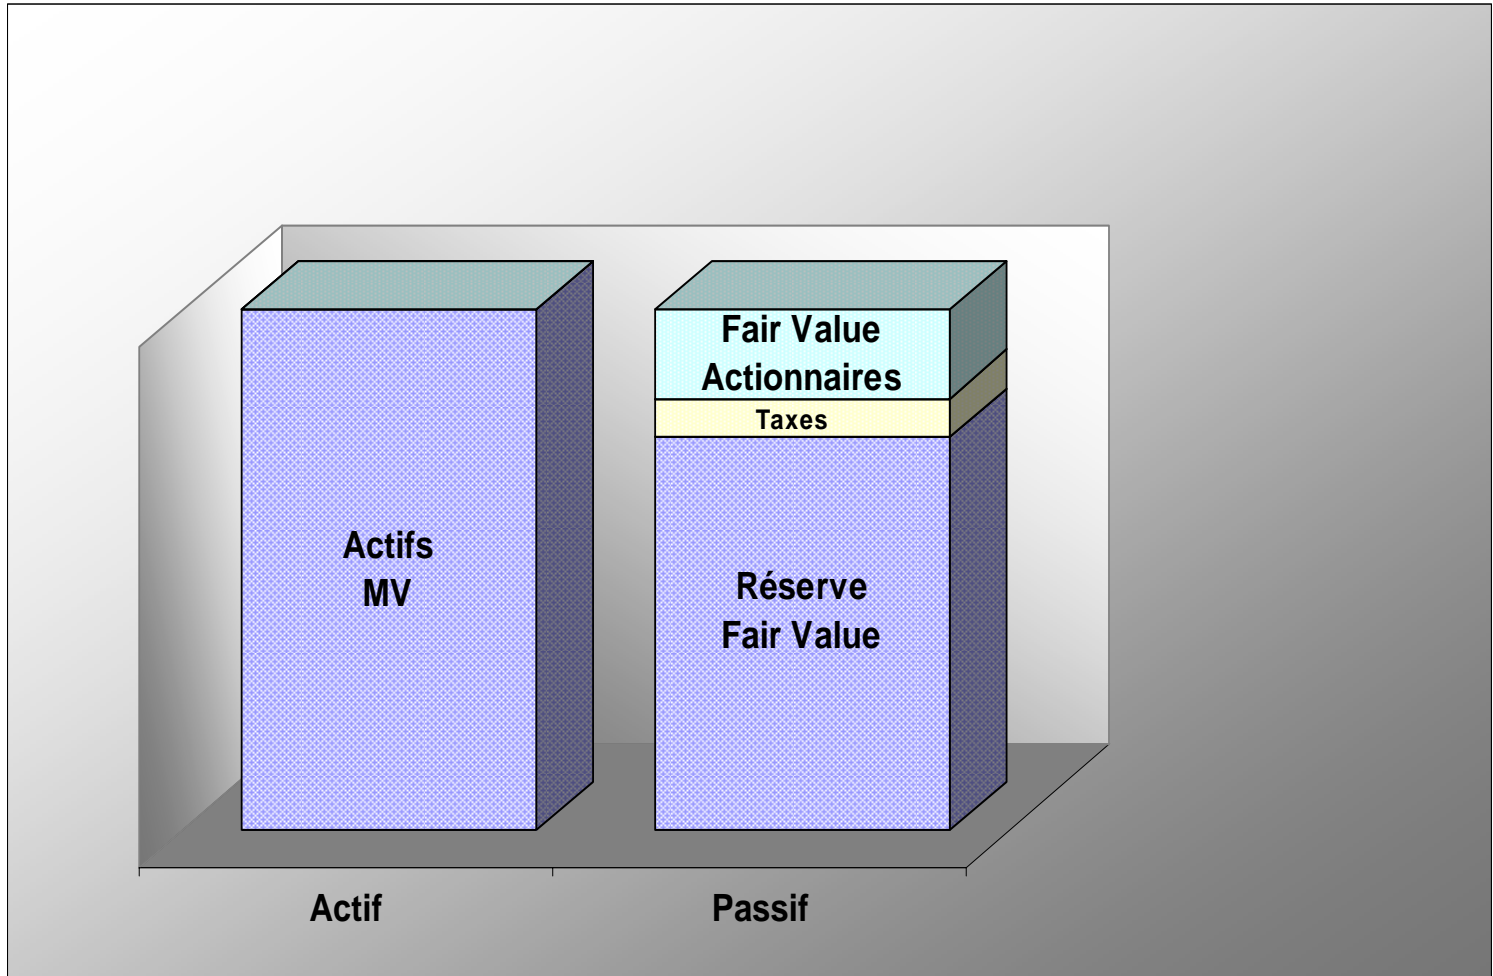 Fair Value
Actionnaires
Taxes
Actifs
MV
Réserve
Fair Value
Actif
Passif